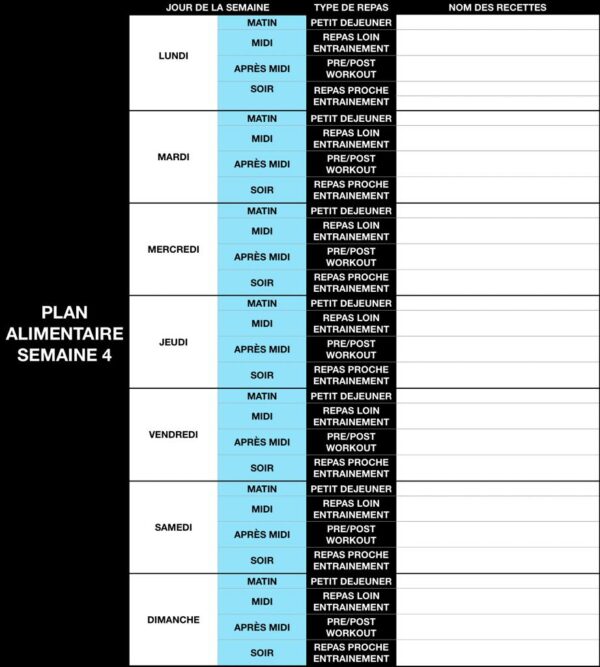 JOUR DE LA SEMAINE TYPE DE REPAS NOM DES RECETTES
PLAN
ALIMENTAIRE
SEMAINE 4
LUNDI
MATIN PETIT DEJEUNER
MIDI REPAS LOIN
ENTRAINEMENT
APRÈS MIDI PRE/POST
WORKOUT
SOIR REPAS PROCHE
ENTRAINEMENT
MARDI
MATIN PETIT DEJEUNER
MIDI REPAS LOIN
ENTRAINEMENT
APRÈS MIDI PRE/POST
WORKOUT
SOIR REPAS PROCHE
ENTRAINEMENT
MERCREDI
MATIN PETIT DEJEUNER
MIDI REPAS LOIN
ENTRAINEMENT
APRÈS MIDI PRE/POST
WORKOUT
SOIR REPAS PROCHE
ENTRAINEMENT
JEUDI
MATIN PETIT DEJEUNER
MIDI REPAS LOIN
ENTRAINEMENT
APRÈS MIDI PRE/POST
WORKOUT
SOIR REPAS PROCHE
ENTRAINEMENT
VENDREDI
MATIN PETIT DEJEUNER
MIDI REPAS LOIN
ENTRAINEMENT
APRÈS MIDI PRE/POST
WORKOUT
SOIR REPAS PROCHE
ENTRAINEMENT
SAMEDI
MATIN PETIT DEJEUNER
MIDI REPAS LOIN
ENTRAINEMENT
APRÈS MIDI PRE/POST
WORKOUT
SOIR REPAS PROCHE
ENTRAINEMENT
DIMANCHE
MATIN PETIT DEJEUNER
MIDI REPAS LOIN
ENTRAINEMENT
APRÈS MIDI PRE/POST
WORKOUT
SOIR REPAS PROCHE
ENTRAINEMENT